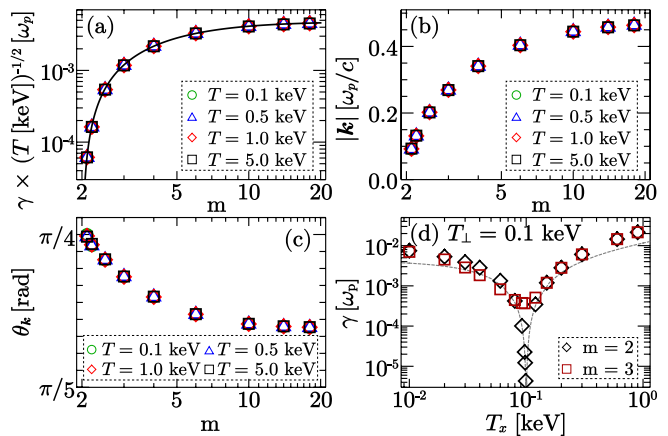 (a)
γ × (T [keV])^{-1/2} [ω_p]
10^{-3}
10^{-4}
T = 0.1 keV
T = 0.5 keV
T = 1.0 keV
T = 5.0 keV
2
6
10
20
m
(b)
|k| [ω_p/c]
0.4
0.2
0.0
T = 0.1 keV
T = 0.5 keV
T = 1.0 keV
T = 5.0 keV
2
6
10
20
m
(c)
θ_k [rad]
π/4
π/5
T = 0.1 keV T = 0.5 keV
T = 1.0 keV T = 5.0 keV
2
6
10
20
m
(d) T_⊥ = 0.1 keV
γ [ω_p]
10^{-2}
10^{-3}
10^{-4}
10^{-5}
m = 2
m = 3
10^{-2}
10^{-1}
10^{0}
T_x [keV]